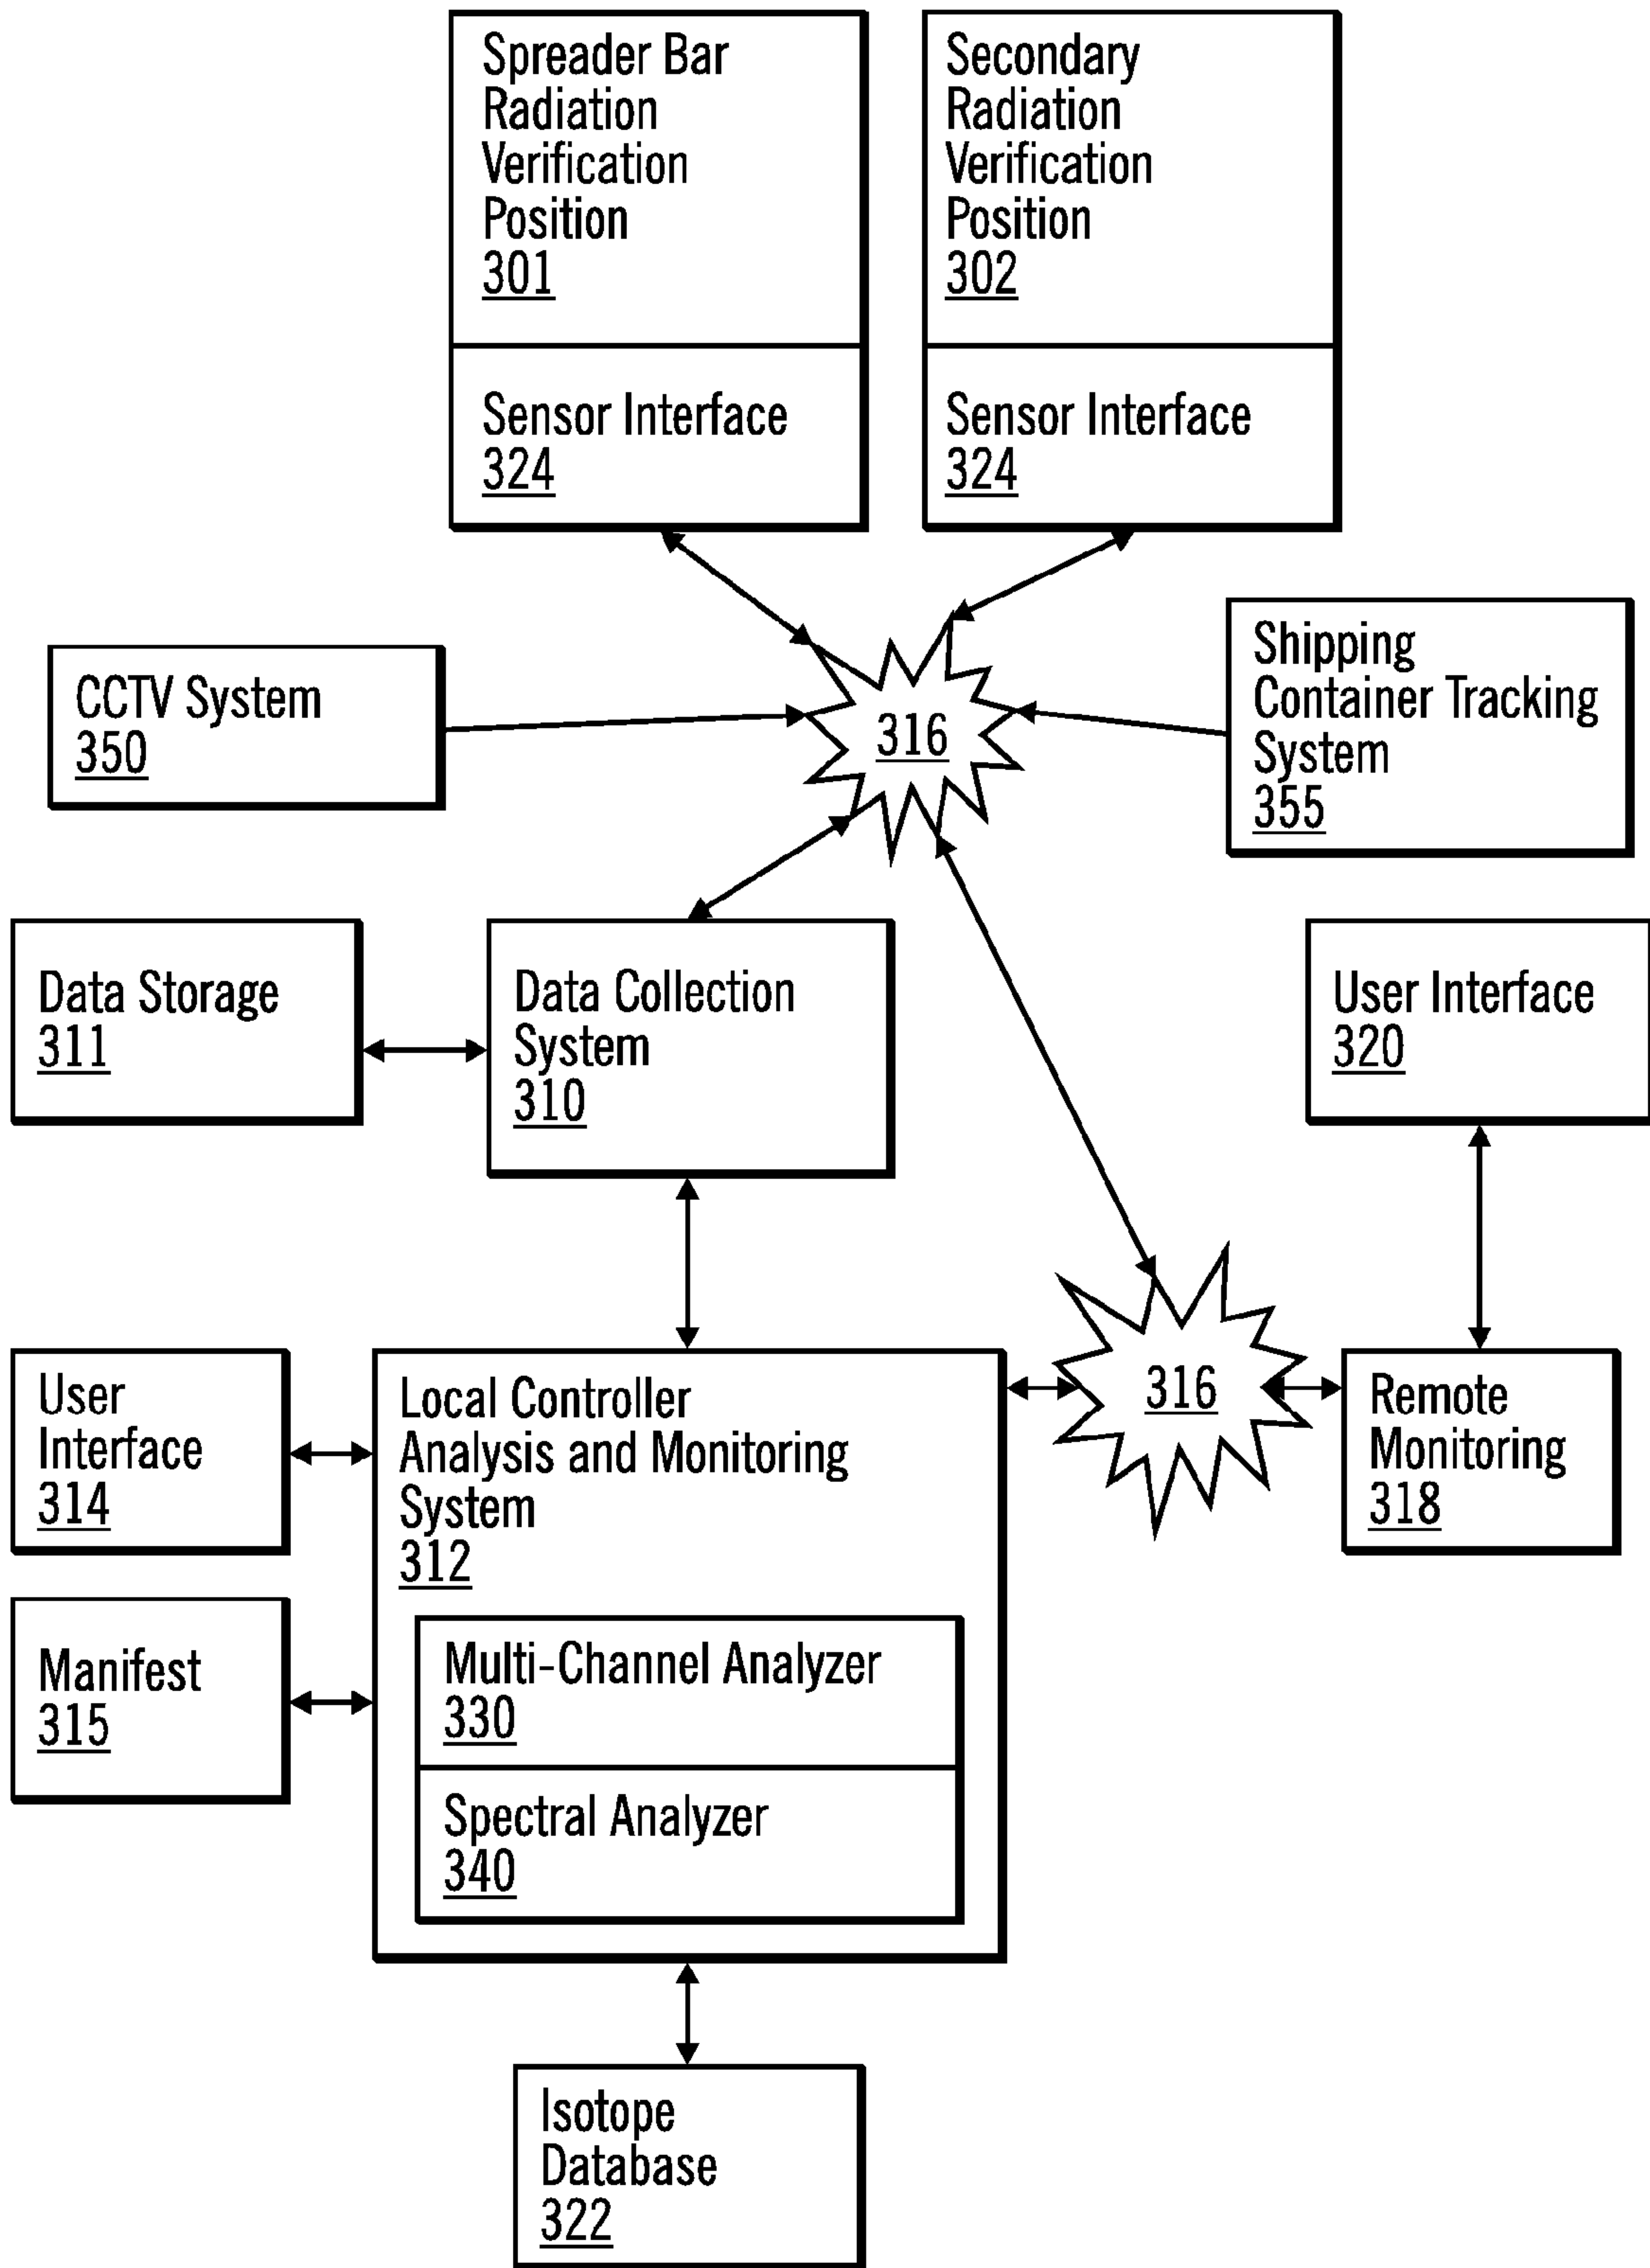 Spreader Bar
Radiation
Verification
Position
301
Sensor Interface
324
Secondary
Radiation
Verification
Position
302
Sensor Interface
324
CCTV System
350
316
Shipping
Container Tracking
System
355
Data Storage
311
Data Collection
System
310
User Interface
320
User
Interface
314
Local Controller
Analysis and Monitoring
System
312
316
Remote
Monitoring
318
Manifest
315
Multi-Channel Analyzer
330
Spectral Analyzer
340
Isotope
Database
322